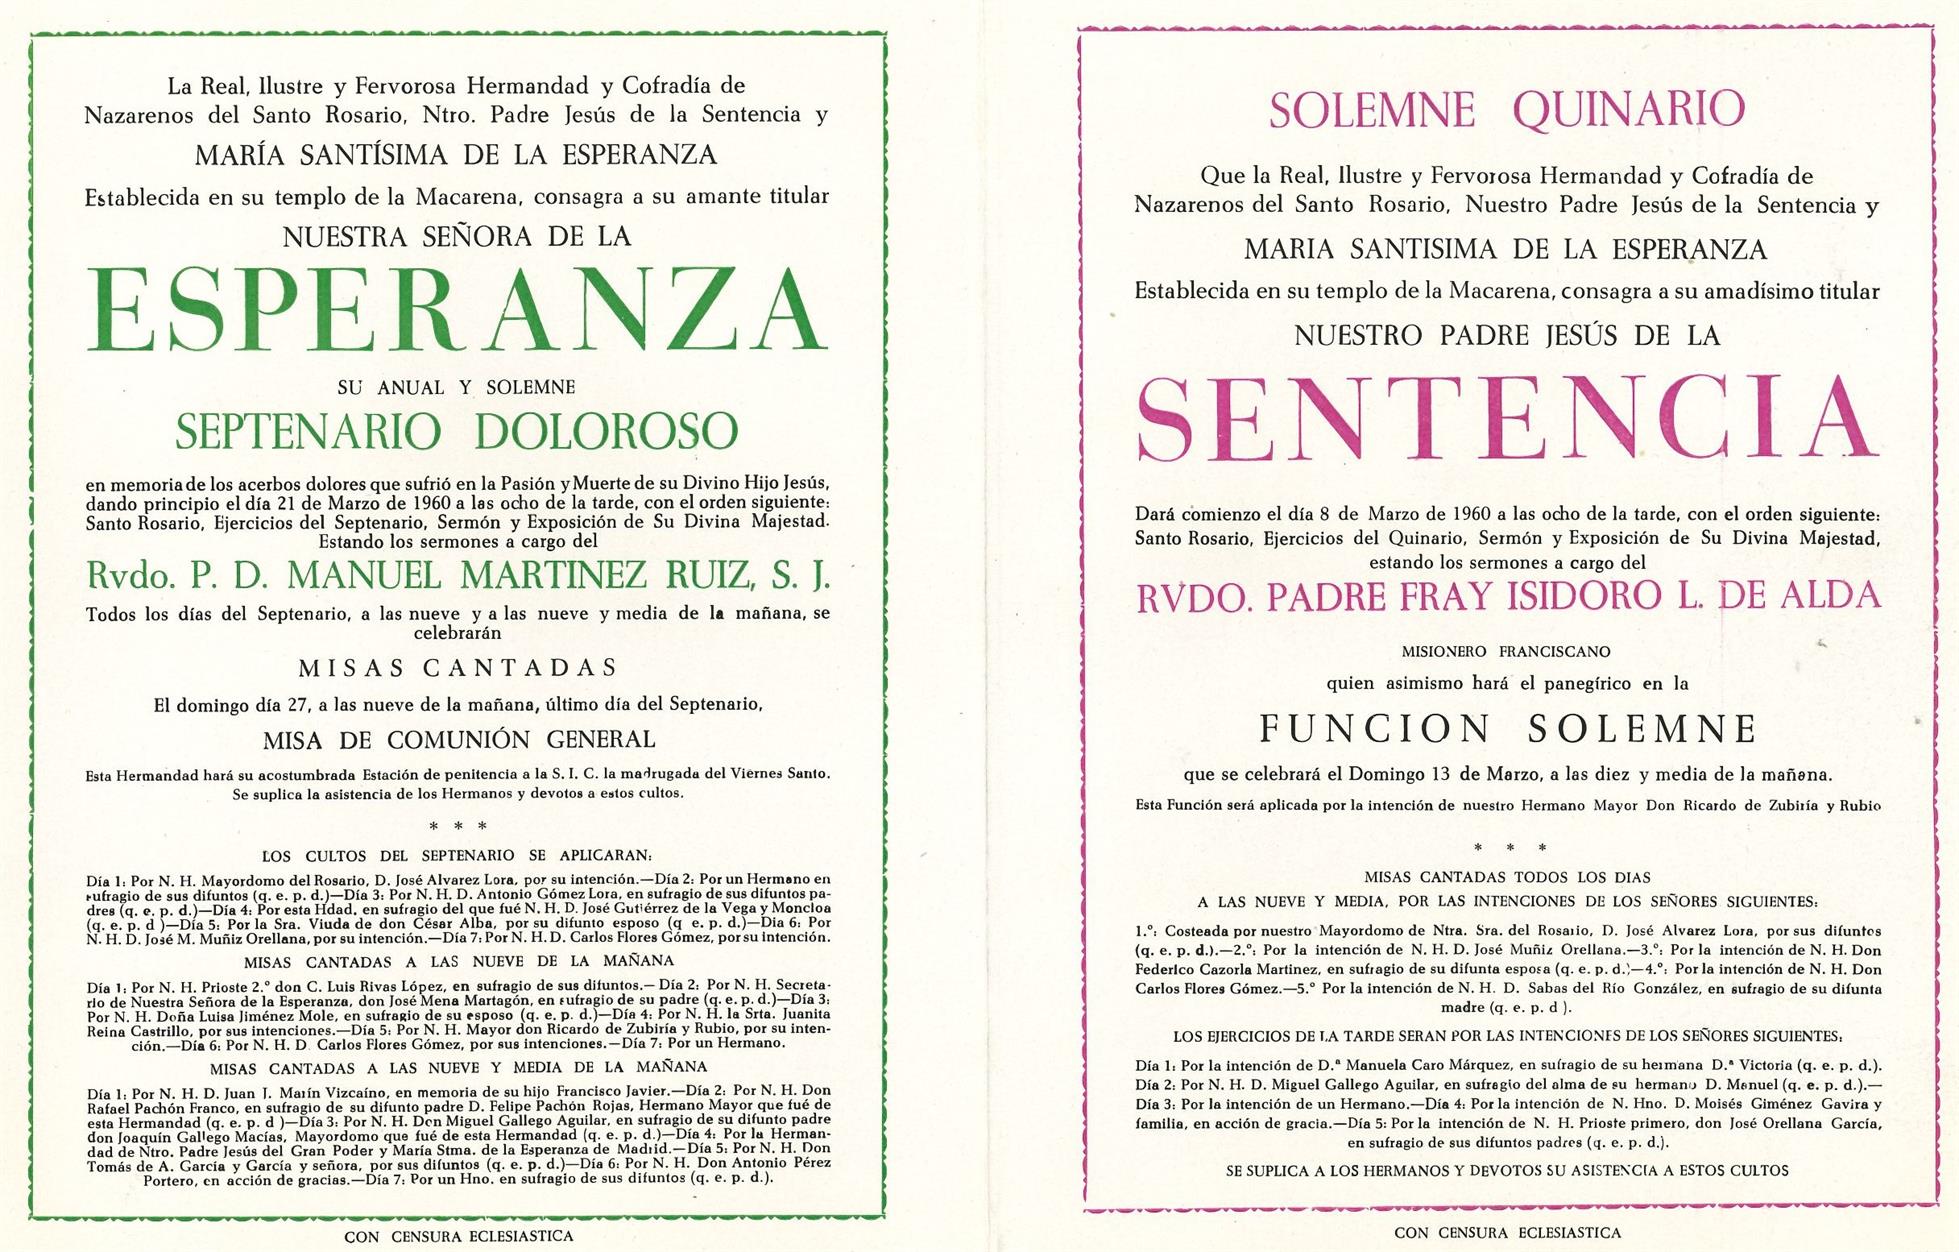 La Real, Ilustre y Fervorosa Hermandad y Cofradía de
Nazarenos del Santo Rosario, Ntro. Padre Jesús de la Sentencia y
MARÍA SANTÍSIMA DE LA ESPERANZA
Establecida en su templo de la Macarena, consagra a su amante titular
NUESTRA SEÑORA DE LA
ESPERANZA
SU ANUAL Y SOLEMNE
SEPTENARIO DOLOROSO
en memoria de los acerbos dolores que sufrió en la Pasión y Muerte de su Divino Hijo Jesús,
dando principio el día 21 de Marzo de 1960 a las ocho de la tarde, con el orden siguiente:
Santo Rosario, Ejercicios del Septenario, Sermón y Exposición de Su Divina Majestad.
Estando los sermones a cargo del
Rvdo. P. D. MANUEL MARTINEZ RUIZ, S. J.
Todos los días del Septenario, a las nueve y a las nueve y media de la mañana, se
celebrarán
MISAS CANTADAS
El domingo día 27, a las nueve de la mañana, último día del Septenario,
MISA DE COMUNIÓN GENERAL
Esta Hermandad hará su acostumbrada Estación de penitencia a la S. I. C. la madrugada del Viernes Santo.
Se suplica la asistencia de los Hermanos y devotos a estos cultos.
* * *
LOS CULTOS DEL SEPTENARIO SE APLICARAN:
Día 1: Por N. H. Mayordomo del Rosario, D. José Alvarez Lora, por su intención.—Día 2: Por un Hermano en
sufragio de sus difuntos (q. e. p. d.)—Día 3: Por N. H. D. Antonio Gómez Lora, en sufragio de sus difuntos pa-
dres (q. e. p. d.)—Día 4: Por esta Hdad. en sufragio del que fué N. H. D. José Gutiérrez de la Vega y Moncloa
(q. e. p. d )—Día 5: Por la Sra. Viuda de don César Alba, por su difunto esposo (q e. p. d.)—Dia 6: Por
N. H. D. José M. Muñiz Orellana, por su intención.—Día 7: Por N. H. D. Carlos Flores Gómez, por su intención.
MISAS CANTADAS A LAS NUEVE DE LA MAÑANA
Día 1: Por N. H. Prioste 2.º don C. Luis Rivas López, en sufragio de sus difuntos.— Día 2: Por N. H. Secreta-
rio de Nuestra Señora de la Esperanza, don José Mena Martagón, en sufragio de su padre (q. e. p. d.)—Día 3:
Por N. H. Doña Luisa Jiménez Mole, en sufragio de su esposo (q. e. p. d.)—Día 4: Por N. H. la Srta. Juanita
Reina Castrillo, por sus intenciones.—Día 5: Por N. H. Mayor don Ricardo de Zubiría y Rubio, por su inten-
ción.—Día 6: Por N. H. D. Carlos Flores Gómez, por sus intenciones.—Día 7: Por un Hermano.
MISAS CANTADAS A LAS NUEVE Y MEDIA DE LA MAÑANA
Día 1: Por N. H. D. Juan J. Marín Vizcaíno, en memoria de su hijo Francisco Javier.—Día 2: Por N. H. Don
Rafael Pachón Franco, en sufragio de su difunto padre D. Felipe Pachón Rojas, Hermano Mayor que fué de
esta Hermandad (q. e. p. d )—Día 3: Por N. H. Don Miguel Gallego Aguilar, en sufragio de su difunto padre
don Joaquín Gallego Macías, Mayordomo que fué de esta Hermandad (q. e. p. d.)—Día 4: Por la Herman-
dad de Ntro. Padre Jesús del Gran Poder y María Stma. de la Esperanza de Madrid.—Día 5: Por N. H. Don
Tomás de A. García y García y señora, por sus difuntos (q. e. p. d.)—Día 6: Por N. H. Don Antonio Pérez
Portero, en acción de gracias.—Día 7: Por un Hno. en sufragio de sus difuntos (q. e. p. d.).
CON CENSURA ECLESIASTICA
SOLEMNE QUINARIO
Que la Real, Ilustre y Fervorosa Hermandad y Cofradía de
Nazarenos del Santo Rosario, Nuestro Padre Jesús de la Sentencia y
MARIA SANTISIMA DE LA ESPERANZA
Establecida en su templo de la Macarena, consagra a su amadísimo titular
NUESTRO PADRE JESÚS DE LA
SENTENCIA
Dará comienzo el día 8 de Marzo de 1960 a las ocho de la tarde, con el orden siguiente:
Santo Rosario, Ejercicios del Quinario, Sermón y Exposición de Su Divina Majestad,
estando los sermones a cargo del
RVDO. PADRE FRAY ISIDORO L. DE ALDA
MISIONERO FRANCISCANO
quien asimismo hará el panegírico en la
FUNCION SOLEMNE
que se celebrará el Domingo 13 de Marzo, a las diez y media de la mañana.
Esta Función será aplicada por la intención de nuestro Hermano Mayor Don Ricardo de Zubiría y Rubio
* * *
MISAS CANTADAS TODOS LOS DIAS
A LAS NUEVE Y MEDIA, POR LAS INTENCIONES DE LOS SEÑORES SIGUIENTES:
1.º: Costeada por nuestro Mayordomo de Ntra. Sra. del Rosario, D. José Alvarez Lora, por sus difuntos
(q. e. p. d.).—2.º: Por la intención de N. H. D. José Muñiz Orellana.—3.º: Por la intención de N. H. Don
Federico Cazorla Martinez, en sufragio de su difunta esposa (q. e. p. d.)—4.º: Por la intención de N. H. Don
Carlos Flores Gómez.—5.º Por la intención de N. H. D. Sabas del Río González, en sufragio de su difunta
madre (q. e. p. d ).
LOS EJERCICIOS DE LA TARDE SERAN POR LAS INTENCIONES DE LOS SEÑORES SIGUIENTES:
Día 1: Por la intención de D.ª Manuela Caro Márquez, en sufragio de su hermana D.ª Victoria (q. e. p. d.).
Día 2: Por N. H. D. Miguel Gallego Aguilar, en sufragio del alma de su hermano D. Manuel (q. e. p. d.).—
Día 3: Por la intención de un Hermano.—Día 4: Por la intención de N. Hno. D. Moisés Giménez Gavira y
familia, en acción de gracia.—Día 5: Por la intención de N. H. Prioste primero, don José Orellana García,
en sufragio de sus difuntos padres (q. e. p. d.).
SE SUPLICA A LOS HERMANOS Y DEVOTOS SU ASISTENCIA A ESTOS CULTOS
CON CENSURA ECLESIASTICA